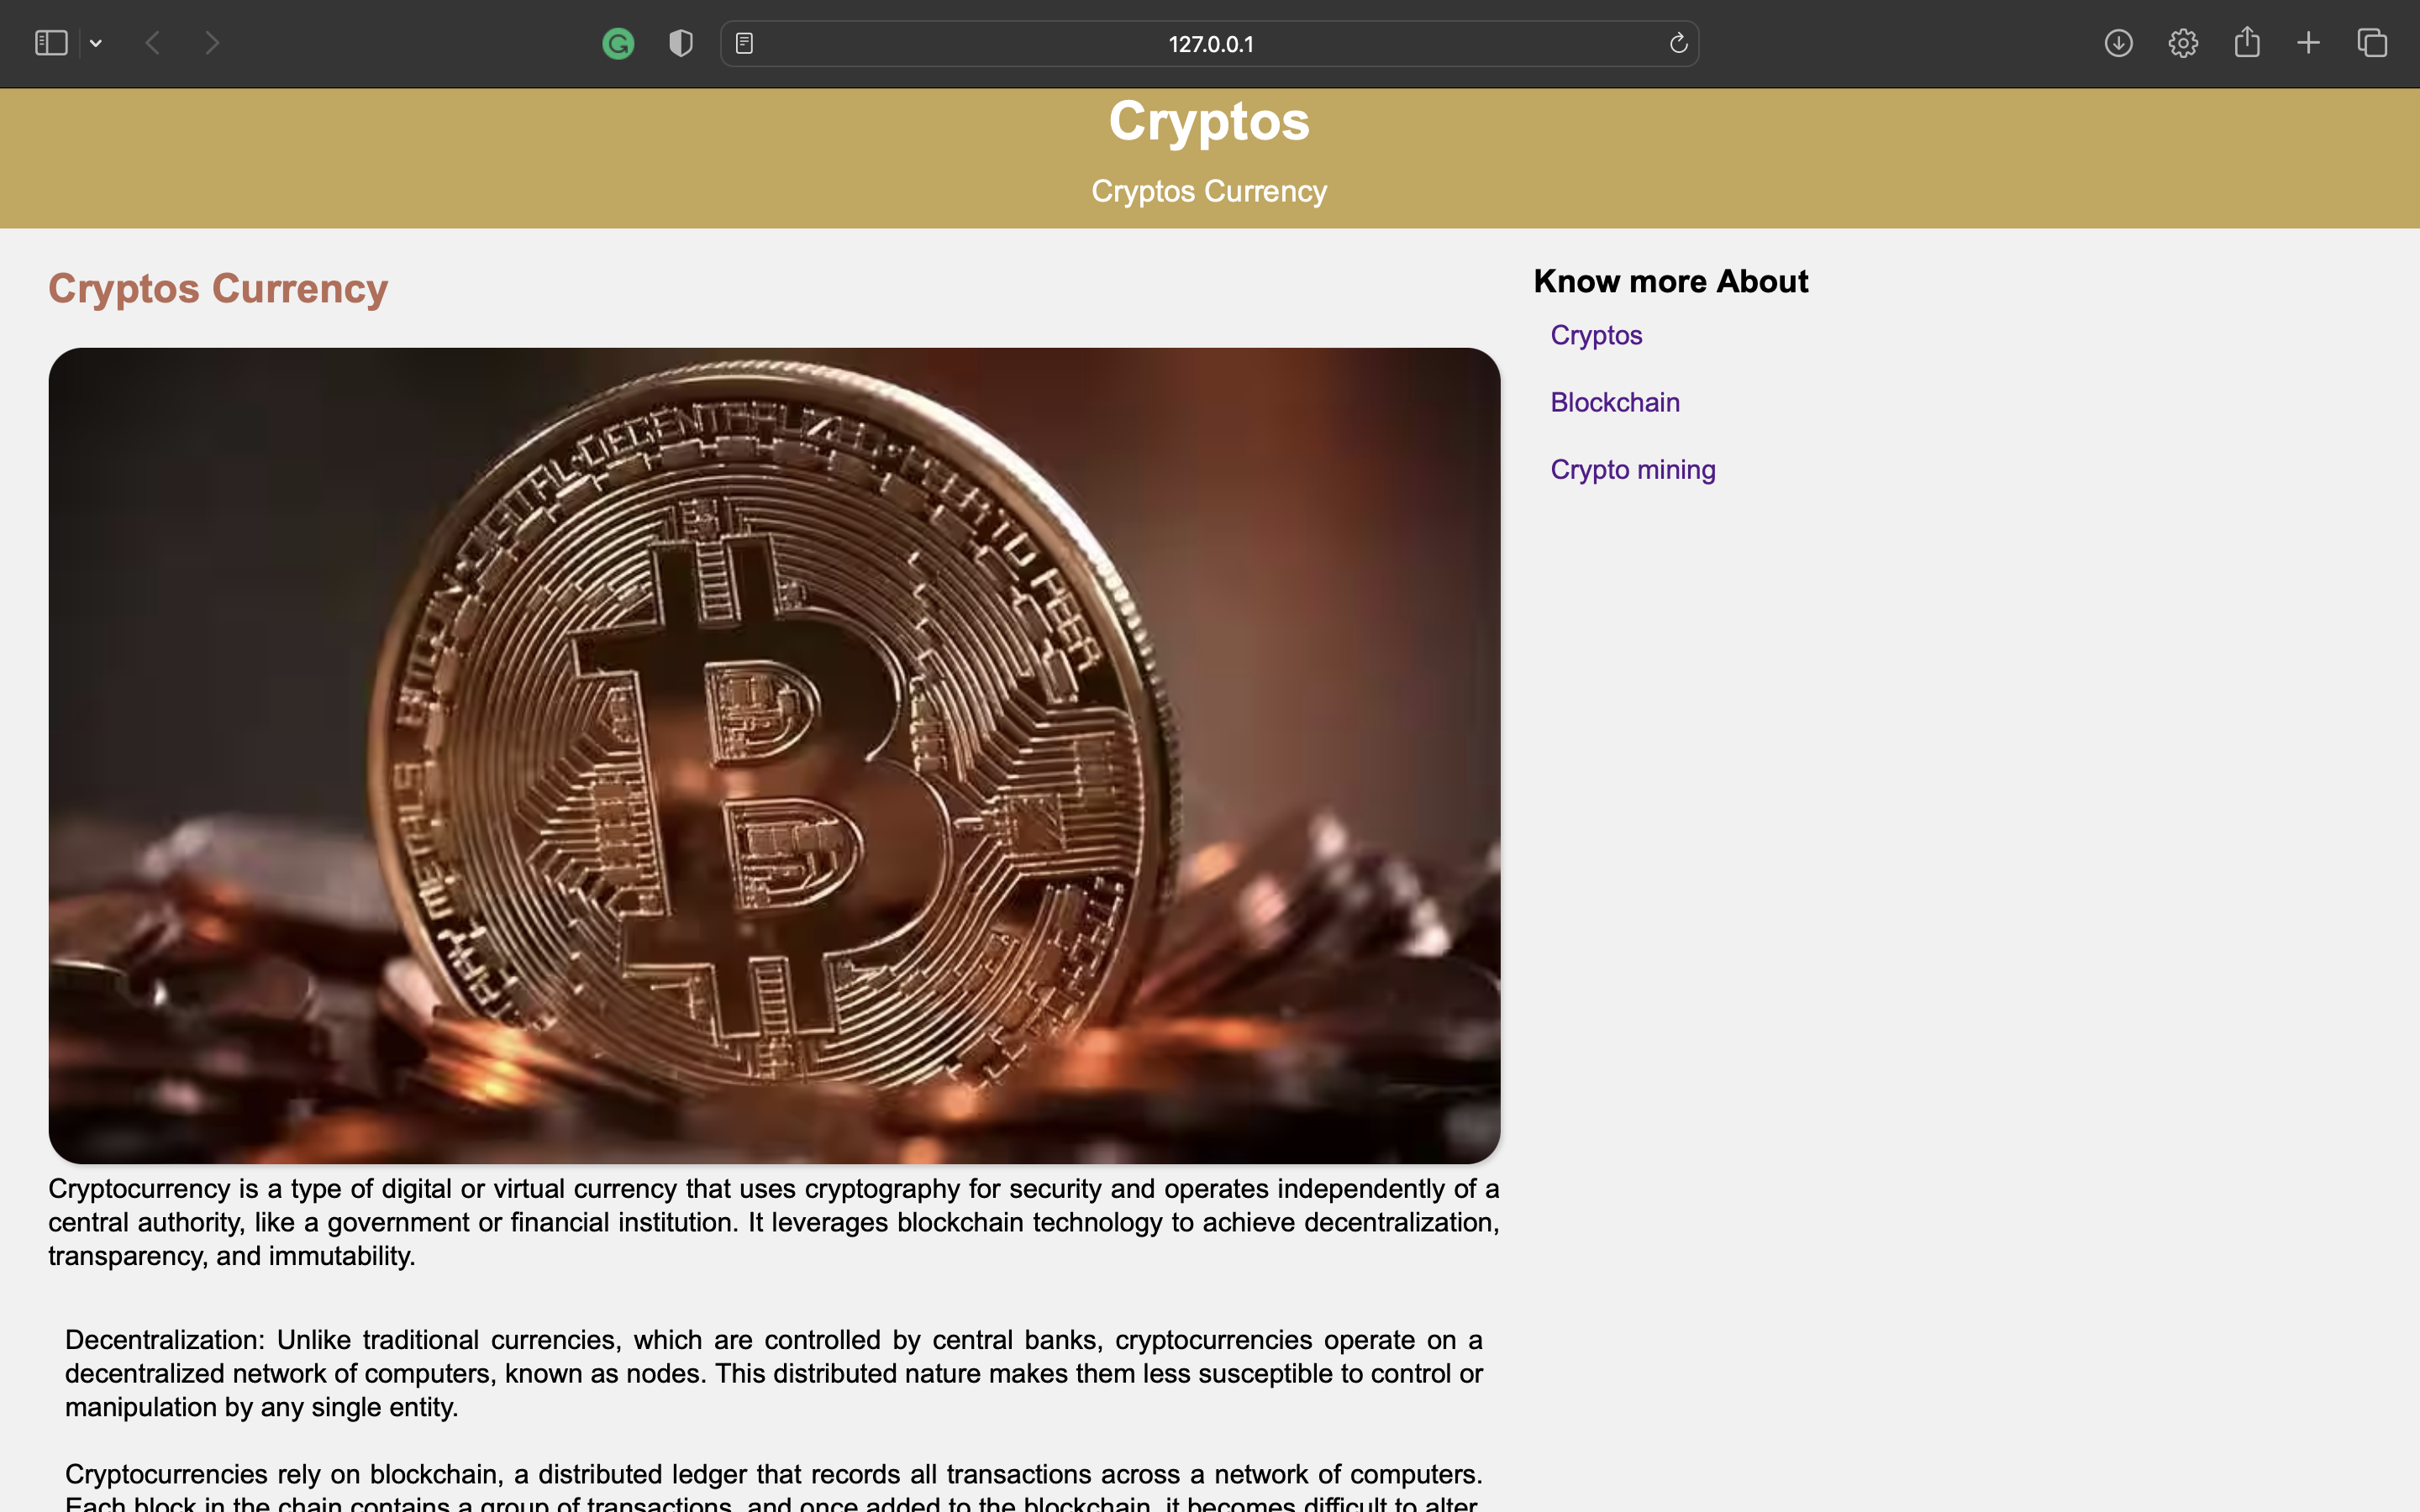 127.0.0.1
Cryptos
Cryptos Currency
Cryptos Currency
DECENTRALIZED
PEER TO PEER
Cryptocurrency is a type of digital or virtual currency that uses cryptography for security and operates independently of a
central authority, like a government or financial institution. It leverages blockchain technology to achieve decentralization,
transparency, and immutability.
Decentralization: Unlike traditional currencies, which are controlled by central banks, cryptocurrencies operate on a
decentralized network of computers, known as nodes. This distributed nature makes them less susceptible to control or
manipulation by any single entity.
Cryptocurrencies rely on blockchain, a distributed ledger that records all transactions across a network of computers.
Each block in the chain contains a group of transactions, and once added to the blockchain, it becomes difficult to alter.
Know more About
Cryptos
Blockchain
Crypto mining